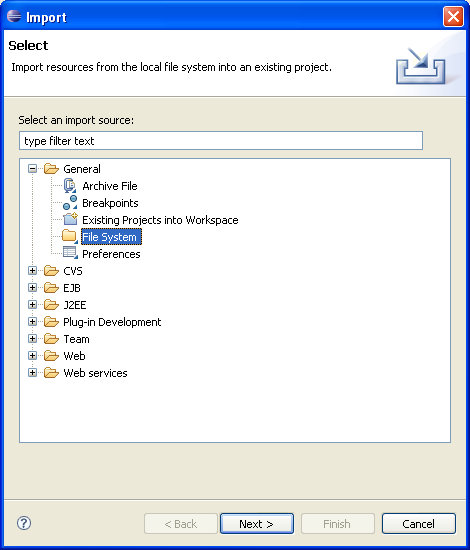 Import
Select
Import resources from the local file system into an existing project.
Select an import source:
type filter text
General
Archive File
Breakpoints
Existing Projects into Workspace
File System
Preferences
CVS
EJB
J2EE
Plug-in Development
Team
Web
Web services
? < Back Next > Finish Cancel